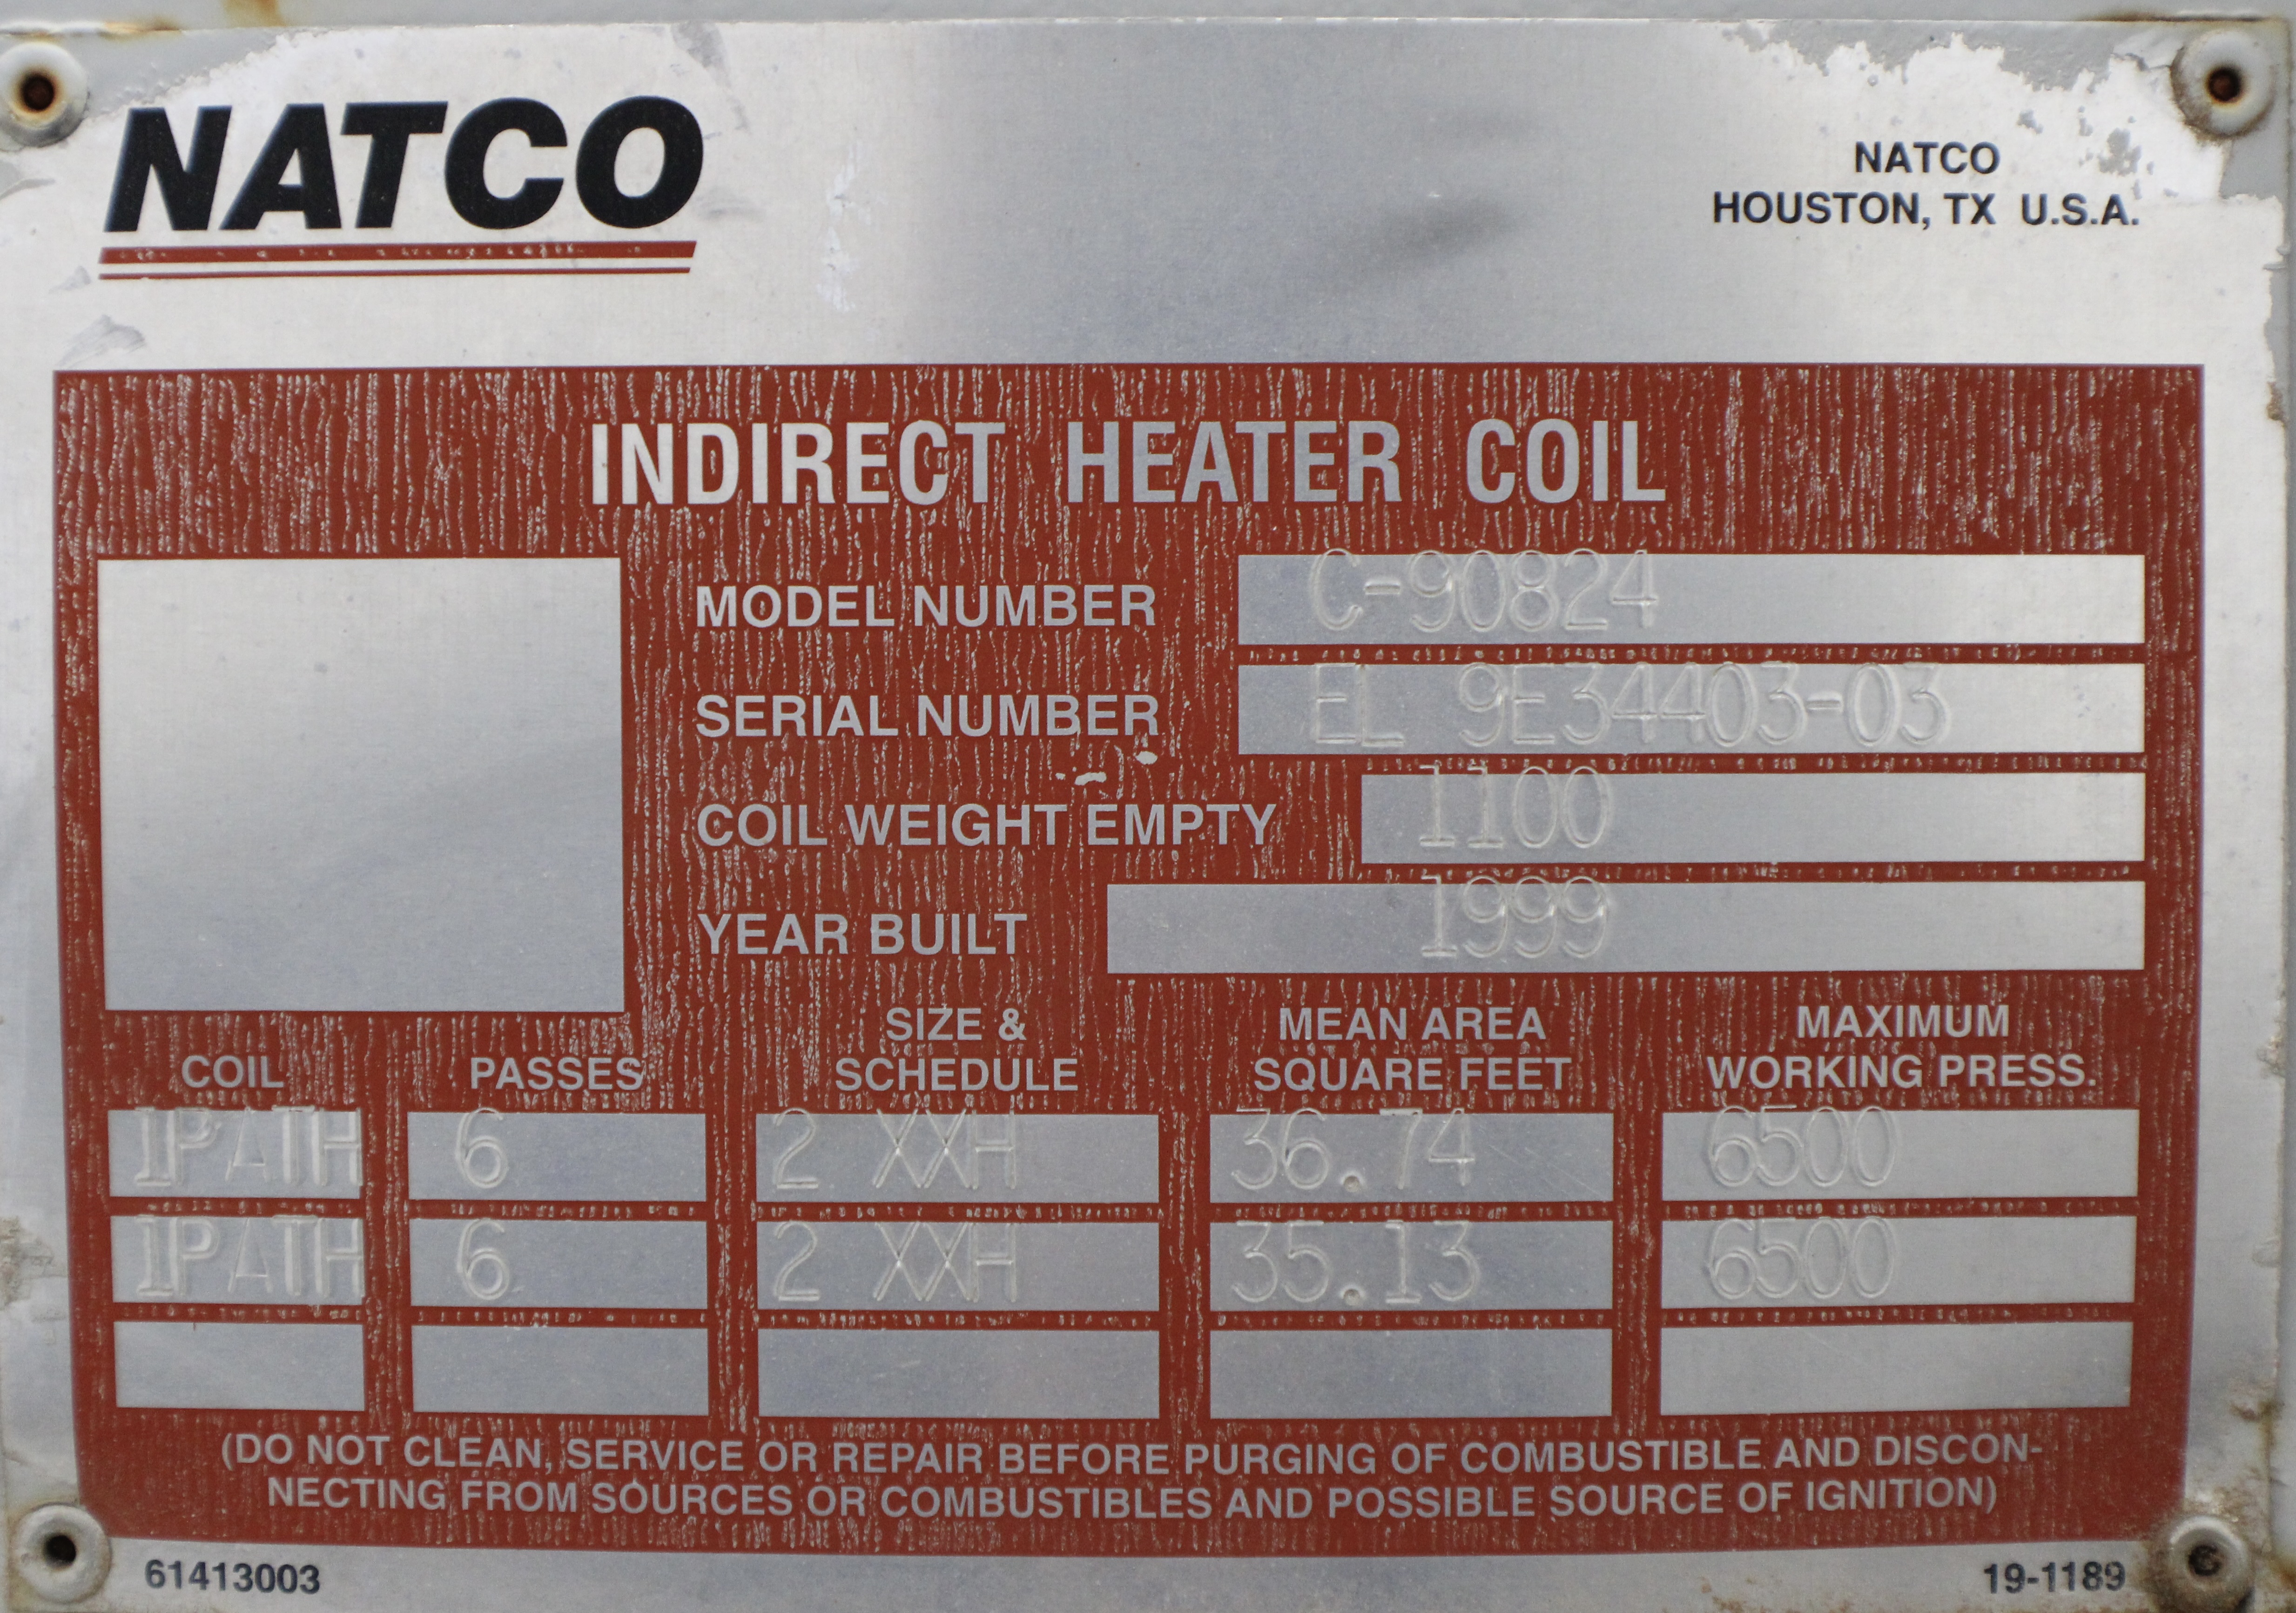 NATCO
NATCO
HOUSTON, TX U.S.A.
INDIRECT HEATER COIL
MODEL NUMBER C-90824
SERIAL NUMBER EL 9E34403-03
COIL WEIGHT EMPTY 1100
YEAR BUILT 1999
COIL PASSES SIZE & SCHEDULE MEAN AREA SQUARE FEET MAXIMUM WORKING PRESS.
1PATH 6 2 XXH 36.74 6500
1PATH 6 2 XXH 35.13 6500
(DO NOT CLEAN, SERVICE OR REPAIR BEFORE PURGING OF COMBUSTIBLE AND DISCON-
NECTING FROM SOURCES OR COMBUSTIBLES AND POSSIBLE SOURCE OF IGNITION)
61413003 19-1189